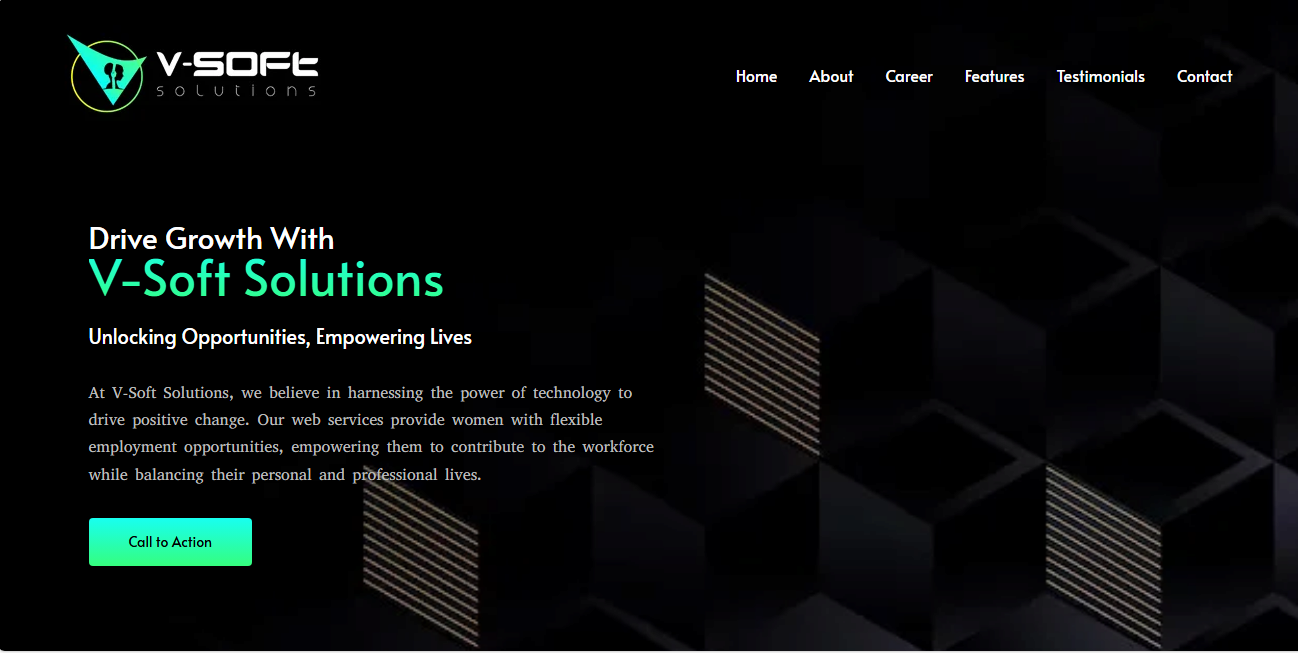 V-SOFt
solutions
Home About Career Features Testimonials Contact
Drive Growth With
V-Soft Solutions
Unlocking Opportunities, Empowering Lives
At V-Soft Solutions, we believe in harnessing the power of technology to
drive positive change. Our web services provide women with flexible
employment opportunities, empowering them to contribute to the workforce
while balancing their personal and professional lives.
Call to Action